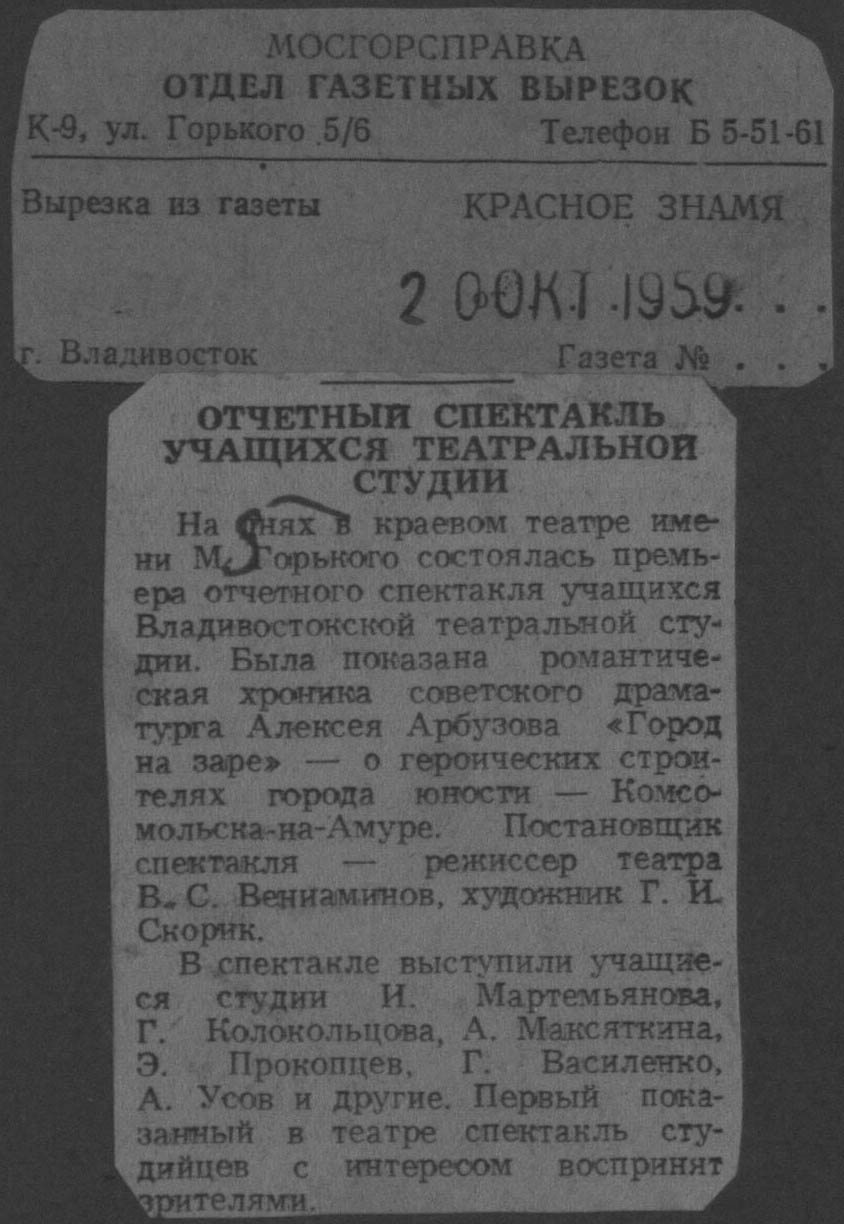 МОСГОРСПРАВКА
ОТДЕЛ ГАЗЕТНЫХ ВЫРЕЗОК
К-9, ул. Горького 5/6 Телефон Б 5-51-61
Вырезка из газеты КРАСНОЕ ЗНАМЯ
2 0 ОКТ 1959. . .
г. Владивосток Газета № . . .
ОТЧЕТНЫЙ СПЕКТАКЛЬ
УЧАЩИХСЯ ТЕАТРАЛЬНОЙ
СТУДИИ
На днях в краевом театре име-
ни М. Горького состоялась премь-
ера отчетного спектакля учащихся
Владивостокской театральной сту-
дии. Была показана романтиче-
ская хроника советского драма-
турга Алексея Арбузова «Город
на заре» — о героических строи-
телях города юности — Комсо-
мольска-на-Амуре. Постановщик
спектакля — режиссер театра
В. С. Вениаминов, художник Г. И.
Скорик.
В спектакле выступили учащие-
ся студии И. Мартемьянова,
Г. Колокольцова, А. Максяткина,
Э. Прокопцев, Г. Василенко,
А. Усов и другие. Первый пока-
занный в театре спектакль сту-
дийцев с интересом воспринят
зрителями.